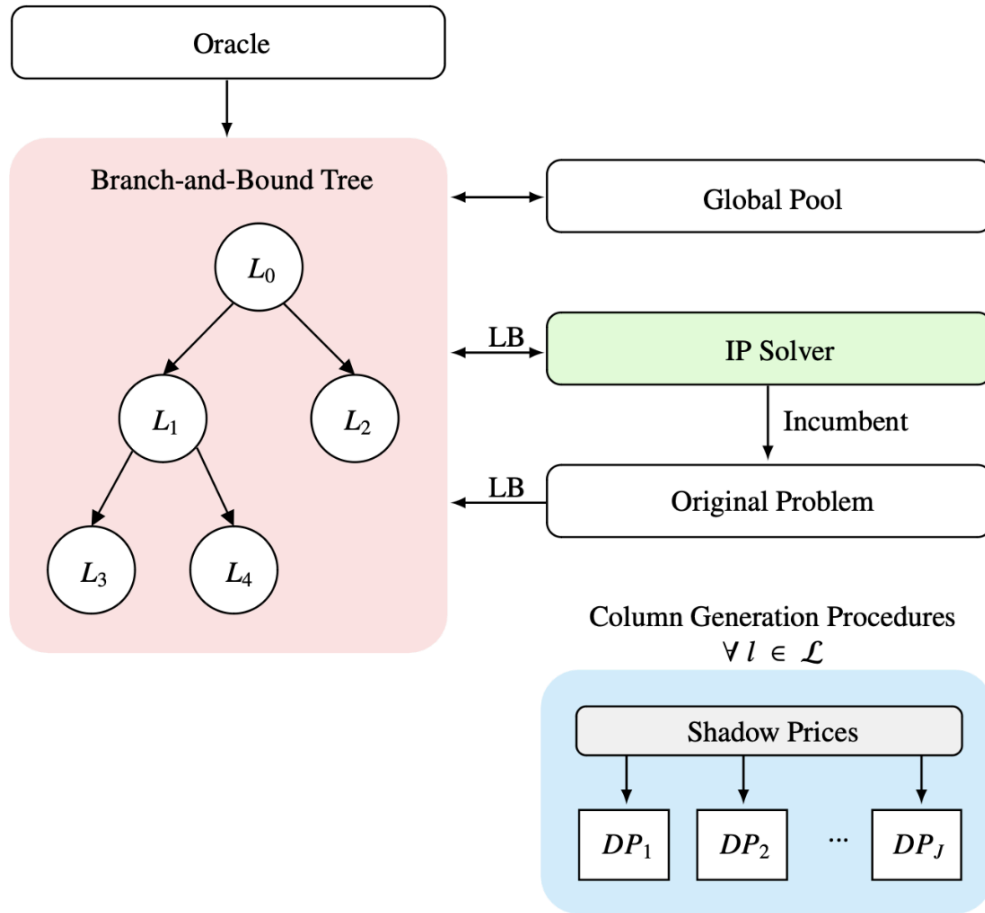 Oracle
Branch-and-Bound Tree
L₀
L₁
L₂
L₃
L₄
Global Pool
LB
IP Solver
Incumbent
LB
Original Problem
Column Generation Procedures
∀ l ∈ ℒ
Shadow Prices
DP₁ DP₂ ... DP_J